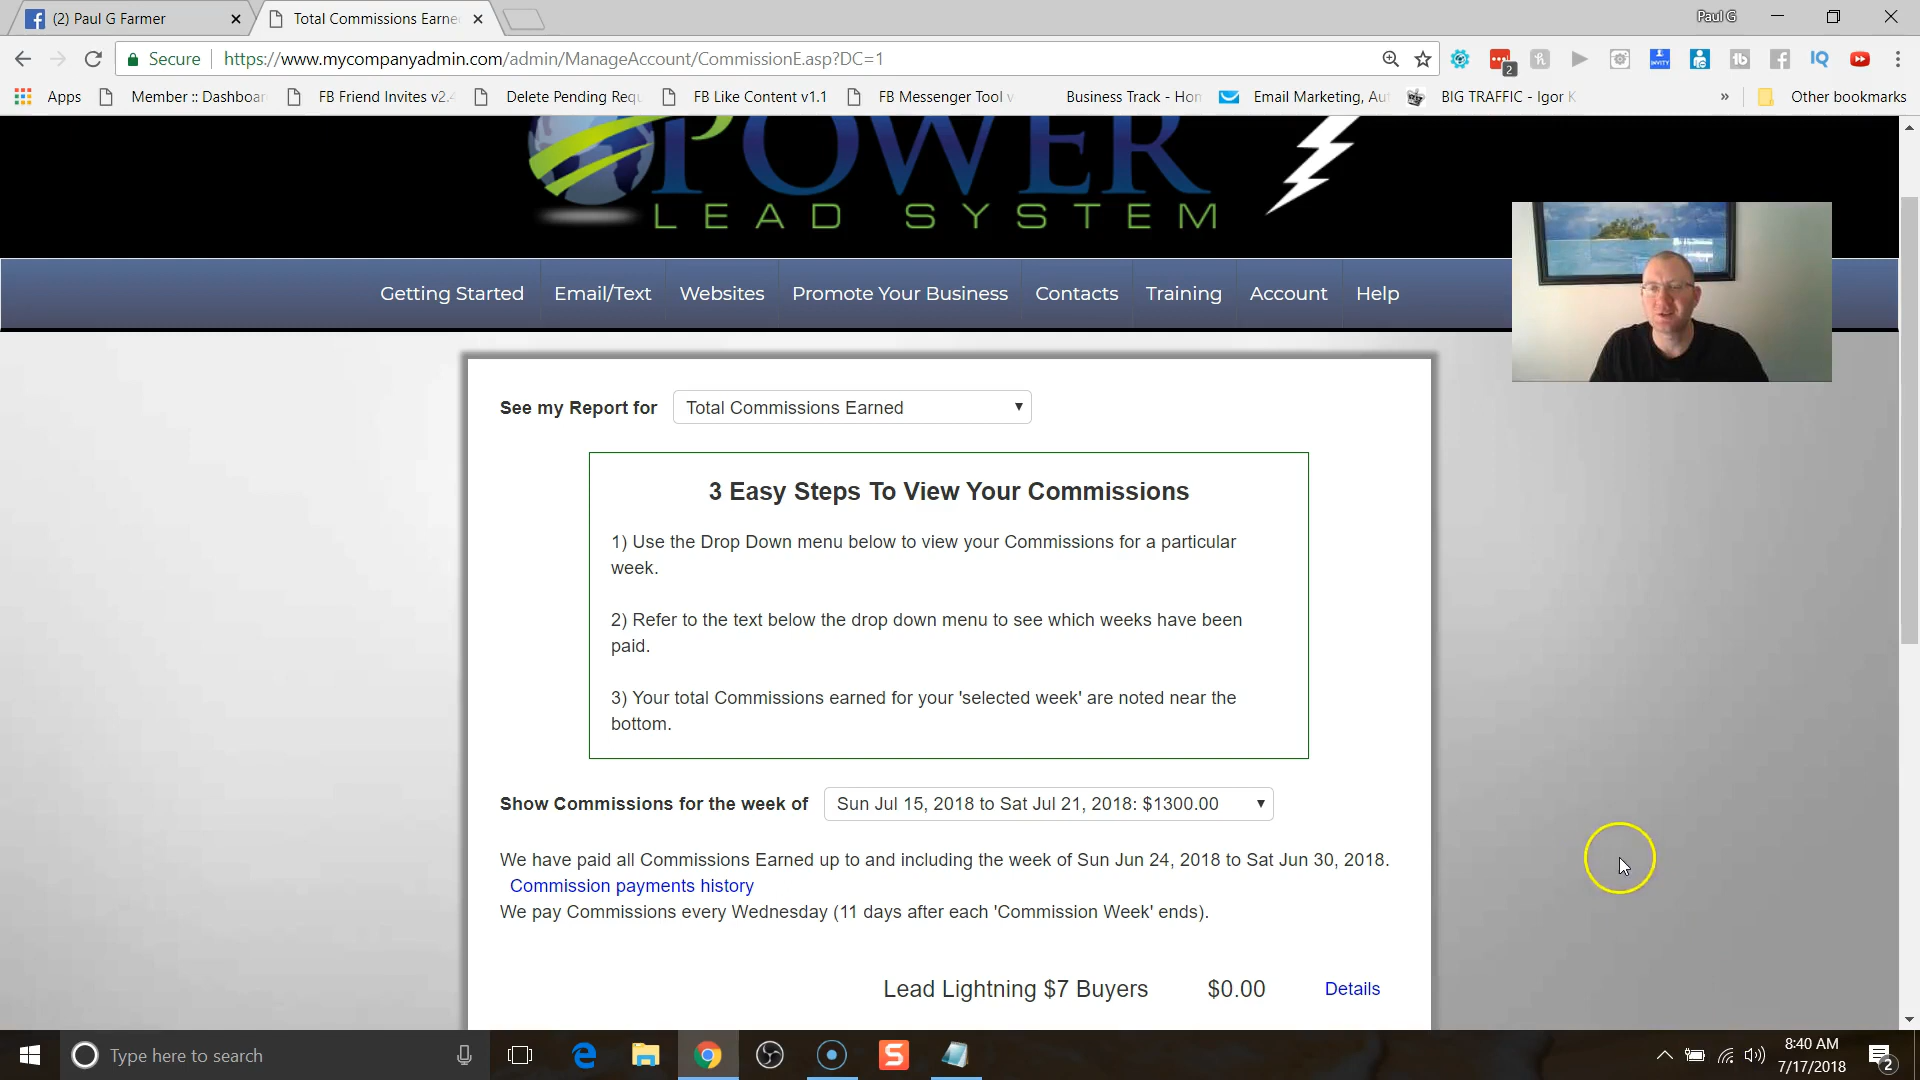 (2) Paul G Farmer
Total Commissions Earne
Paul G
Secure
https://www.mycompanyadmin.com/admin/ManageAccount/CommissionE.asp?DC=1
2
INVITY
tb
IQ
Apps
Member :: Dashboar
FB Friend Invites v2.4
Delete Pending Requ
FB Like Content v1.1
FB Messenger Tool v
Business Track - Hom
Email Marketing, Aut
BIG TRAFFIC - Igor K
»
Other bookmarks
POWER
LEAD SYSTEM
Getting Started
Email/Text
Websites
Promote Your Business
Contacts
Training
Account
Help
See my Report for
Total Commissions Earned
3 Easy Steps To View Your Commissions
1) Use the Drop Down menu below to view your Commissions for a particular
week.
2) Refer to the text below the drop down menu to see which weeks have been
paid.
3) Your total Commissions earned for your 'selected week' are noted near the
bottom.
Show Commissions for the week of
Sun Jul 15, 2018 to Sat Jul 21, 2018: $1300.00
We have paid all Commissions Earned up to and including the week of Sun Jun 24, 2018 to Sat Jun 30, 2018.
Commission payments history
We pay Commissions every Wednesday (11 days after each 'Commission Week' ends).
Lead Lightning $7 Buyers
$0.00
Details
Type here to search
S
8:40 AM
7/17/2018
2